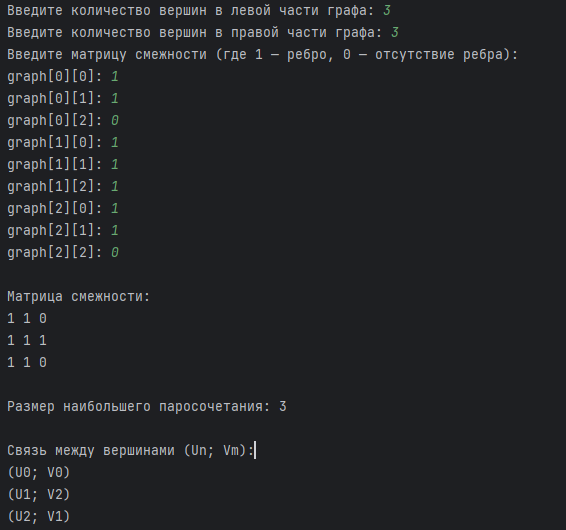 Введите количество вершин в левой части графа: 3
Введите количество вершин в правой части графа: 3
Введите матрицу смежности (где 1 — ребро, 0 — отсутствие ребра):
graph[0][0]: 1
graph[0][1]: 1
graph[0][2]: 0
graph[1][0]: 1
graph[1][1]: 1
graph[1][2]: 1
graph[2][0]: 1
graph[2][1]: 1
graph[2][2]: 0
Матрица смежности:
1 1 0
1 1 1
1 1 0
Размер наибольшего паросочетания: 3
Связь между вершинами (Un; Vm):
(U0; V0)
(U1; V2)
(U2; V1)